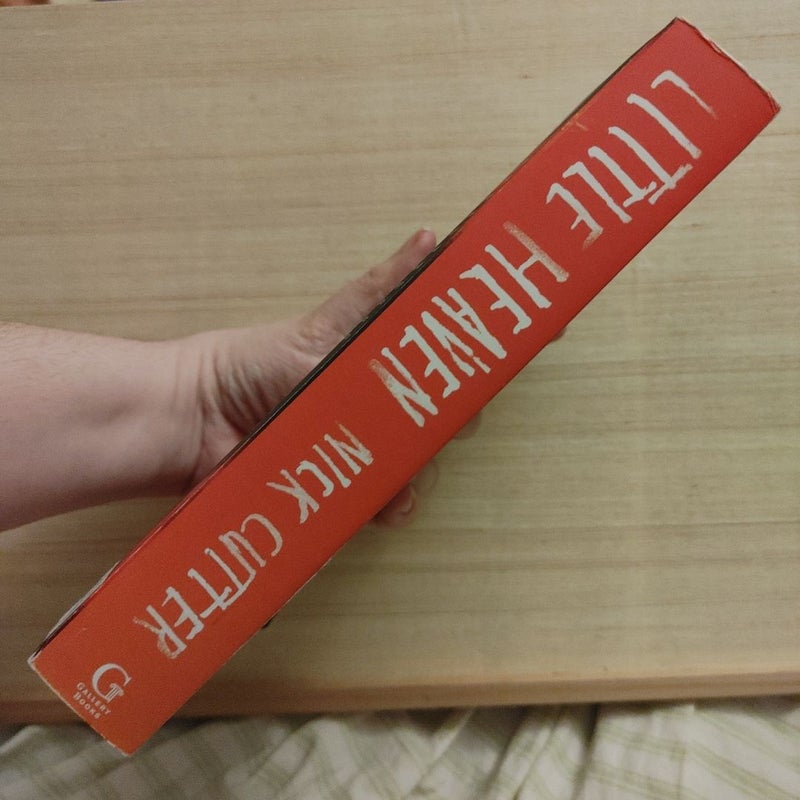 LITTLE HEAVEN
NICK CUTTER
G
GALLERY
BOOKS